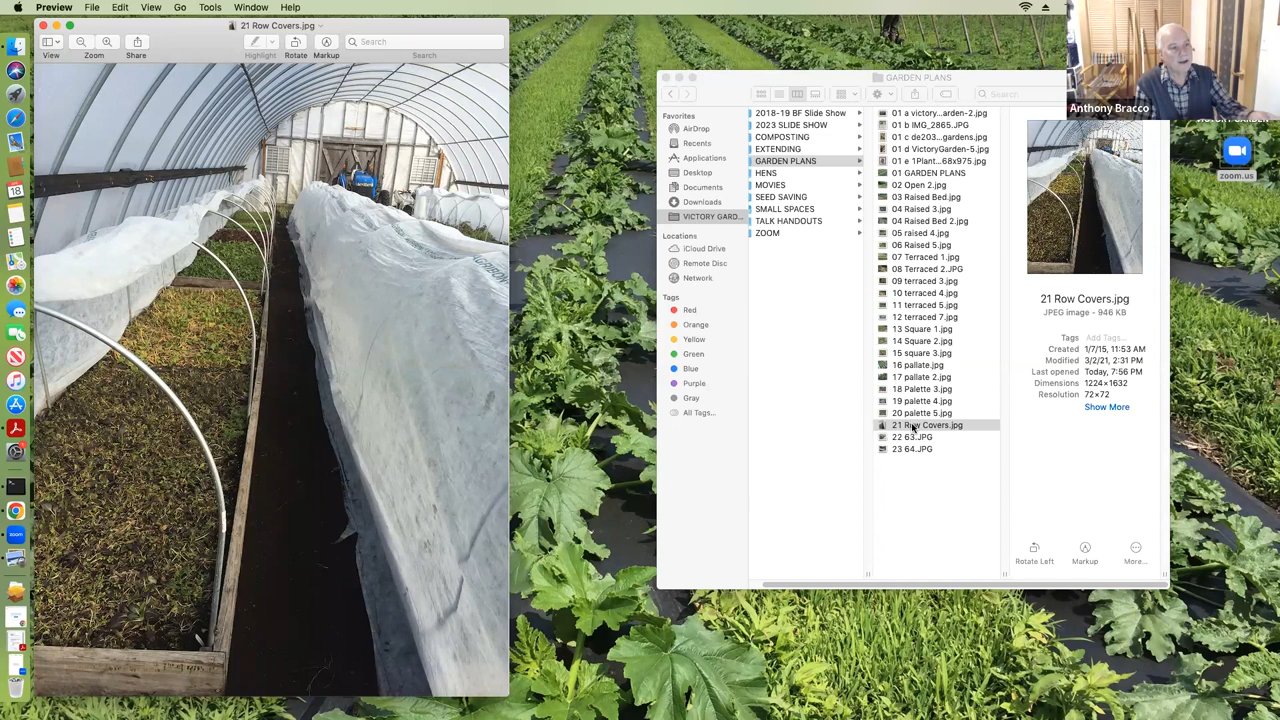 Preview File Edit View Go Tools Window Help
21 Row Covers.jpg
View Zoom Share Highlight Rotate Markup Search
Search
18
zoom
GARDEN PLANS
Search
Anthony Bracco
zoom.us
Favorites
AirDrop
Recents
Applications
Desktop
Documents
Downloads
VICTORY GARD...
Locations
iCloud Drive
Remote Disc
Network
Tags
Red
Orange
Yellow
Green
Blue
Purple
Gray
All Tags...
2018-19 BF Slide Show
2023 SLIDE SHOW
COMPOSTING
EXTENDING
GARDEN PLANS
HENS
MOVIES
SEED SAVING
SMALL SPACES
TALK HANDOUTS
ZOOM
01 a victory...arden-2.jpg
01 b IMG_2865.JPG
01 c de203...gardens.jpg
01 d VictoryGarden-5.jpg
01 e 1Plant...68x975.jpg
01 GARDEN PLANS
02 Open 2.jpg
03 Raised Bed.jpg
04 Raised 3.jpg
04 Raised Bed 2.jpg
05 raised 4.jpg
06 Raised 5.jpg
07 Terraced 1.jpg
08 Terraced 2.JPG
09 terraced 3.jpg
10 terraced 4.jpg
11 terraced 5.jpg
12 terraced 7.jpg
13 Square 1.jpg
14 Square 2.jpg
15 square 3.jpg
16 pallate.jpg
17 pallate 2.jpg
18 Palette 3.jpg
19 palette 4.jpg
20 palette 5.jpg
21 Row Covers.jpg
22 63.JPG
23 64.JPG
21 Row Covers.jpg
JPEG image - 946 KB
Tags Add Tags...
Created 1/7/15, 11:53 AM
Modified 3/2/21, 2:31 PM
Last opened Today, 7:56 PM
Dimensions 1224×1632
Resolution 72×72
Show More
Rotate Left Markup More...